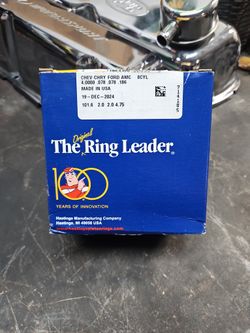 CHEV CHRY FORD AMC 8CYL
4.0000 .078 .078 .186
MADE IN USA
19-DEC-2024
101.6 2.0 2.0 4.75
Original
The Ring Leader®
100
YEARS OF INNOVATION
Hastings Manufacturing Company
Hastings, MI 49058 USA